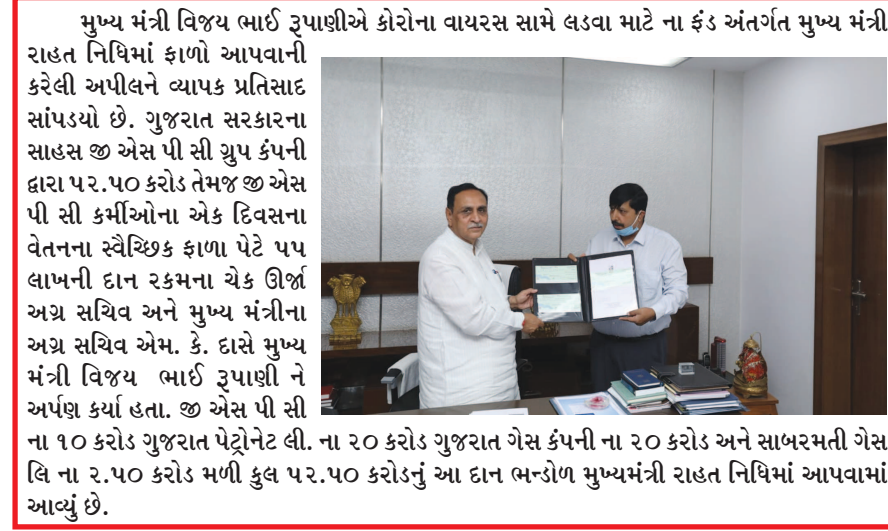 મુખ્ય મંત્રી વિજય ભાઈ રૂપાણીએ કોરોના વાયરસ સામે લડવા માટે ના ફંડ અંતર્ગત મુખ્ય મંત્રી
રાહત નિધિમાં ફાળો આપવાની
કરેલી અપીલને વ્યાપક પ્રતિસાદ
સાંપડયો છે. ગુજરાત સરકારના
સાહસ જી એસ પી સી ગ્રુપ કંપની
દ્વારા ૫૨.૫૦ કરોડ તેમજ જી એસ
પી સી કર્મીઓના એક દિવસના
વેતનના સ્વૈચ્છિક ફાળા પેટે ૫૫
લાખની દાન રકમના ચેક ઊર્જા
અગ્ર સચિવ અને મુખ્ય મંત્રીના
અગ્ર સચિવ એમ. કે. દાસે મુખ્ય
મંત્રી વિજય ભાઈ રૂપાણી ને
અર્પણ કર્યા હતા. જી એસ પી સી
ના ૧૦ કરોડ ગુજરાત પેટ્રોનેટ લી. ના ૨૦ કરોડ ગુજરાત ગેસ કંપની ના ૨૦ કરોડ અને સાબરમતી ગેસ
લિ ના ૨.૫૦ કરોડ મળી કુલ ૫૨.૫૦ કરોડનું આ દાન ભન્ડોળ મુખ્યમંત્રી રાહત નિધિમાં આપવામાં
આવ્યું છે.